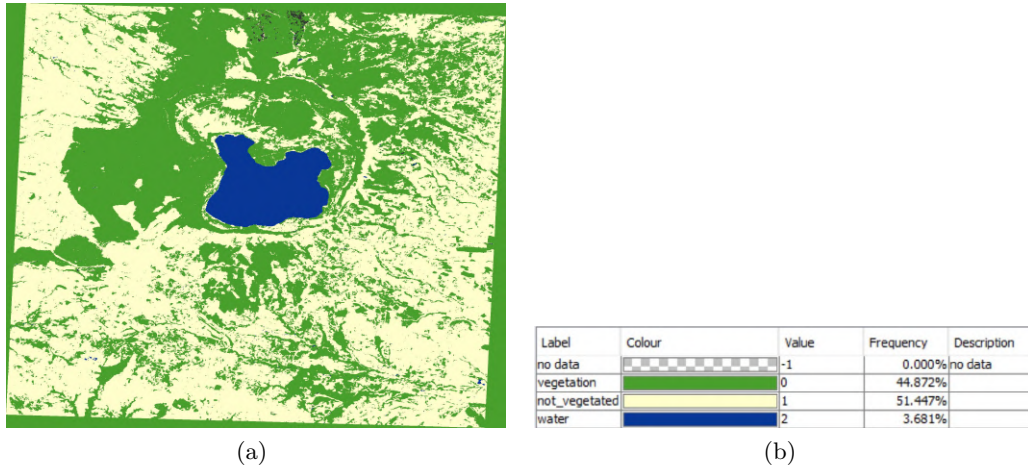 Label Colour Value Frequency Description
no data -1 0.000% no data
vegetation 0 44.872%
not_vegetated 1 51.447%
water 2 3.681%
(a) (b)